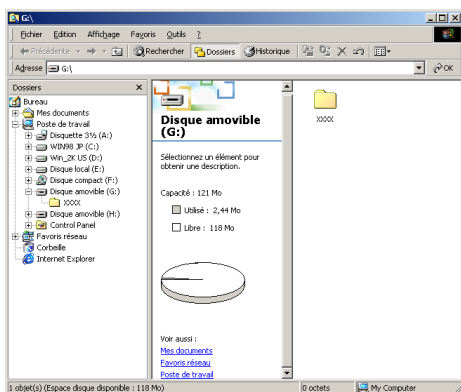 G:\
Fichier Edition Affichage Favoris Outils ?
Précédente Rechercher Dossiers Historique
Adresse G:\ OK
Dossiers
Bureau
Mes documents
Poste de travail
Disquette 3½ (A:)
WIN98 JP (C:)
Win_2K US (D:)
Disque local (E:)
Disque compact (F:)
Disque amovible (G:)
XXXX
Disque amovible (H:)
Control Panel
Favoris réseau
Corbeille
Internet Explorer
Disque amovible
(G:)
Sélectionnez un élément pour
obtenir une description.
Capacité : 121 Mo
Utilisé : 2,44 Mo
Libre : 118 Mo
Voir aussi :
Mes documents
Favoris réseau
Poste de travail
XXXX
1 objet(s) (Espace disque disponible : 118 Mo) 0 octets My Computer